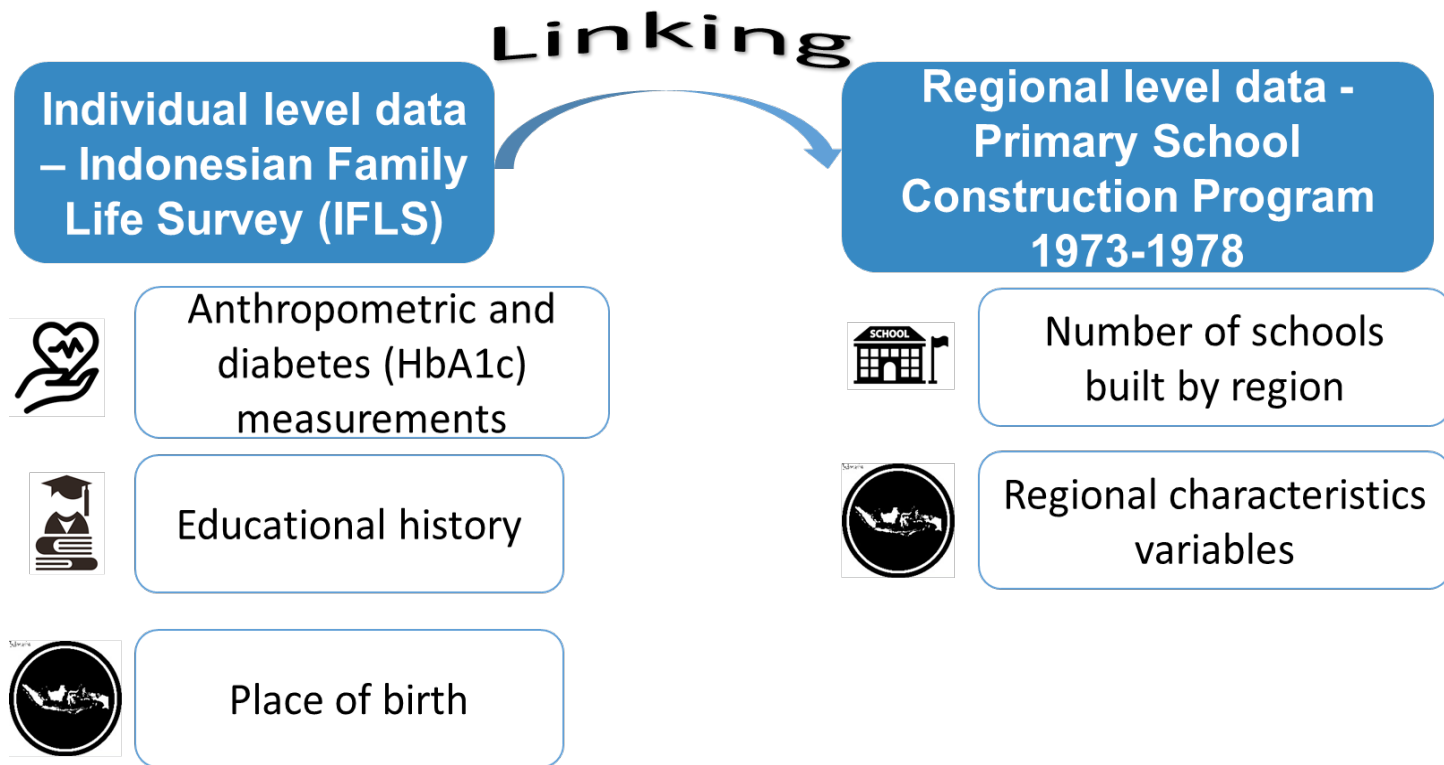 Linking
Individual level data
– Indonesian Family
Life Survey (IFLS)
Anthropometric and
diabetes (HbA1c)
measurements
Educational history
Place of birth
Regional level data -
Primary School
Construction Program
1973-1978
SCHOOL
Number of schools
built by region
Regional characteristics
variables